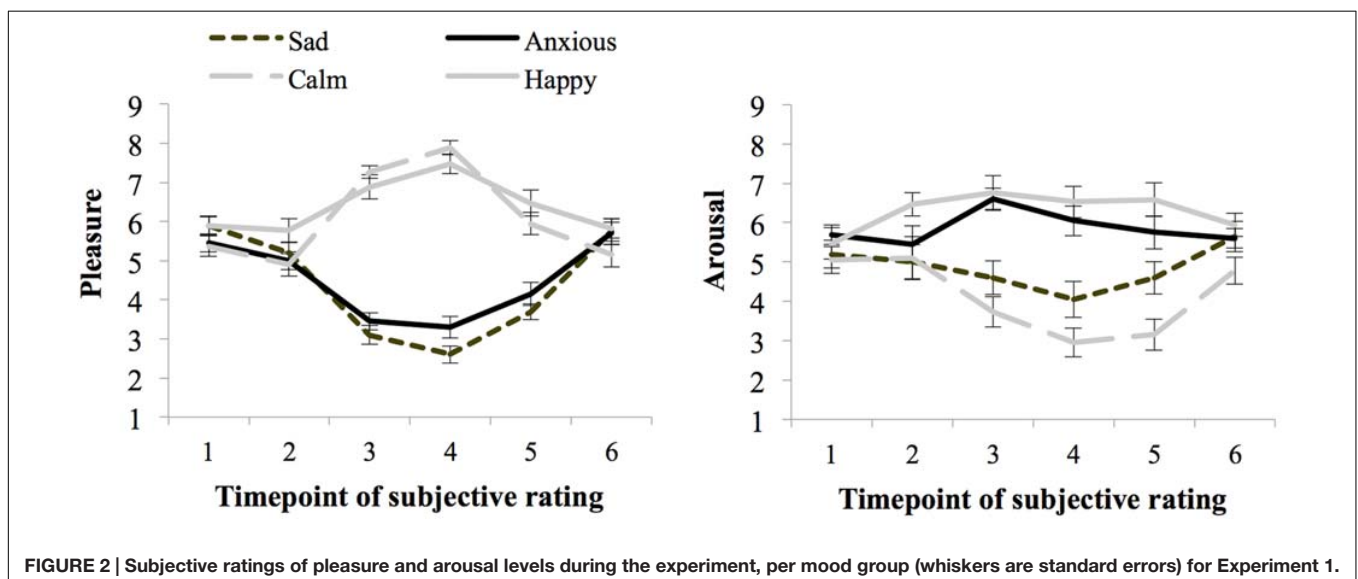 Sad Anxious
Calm Happy
Pleasure
9
8
7
6
5
4
3
2
1
1 2 3 4 5 6
Timepoint of subjective rating
Arousal
9
8
7
6
5
4
3
2
1
1 2 3 4 5 6
Timepoint of subjective rating
FIGURE 2 | Subjective ratings of pleasure and arousal levels during the experiment, per mood group (whiskers are standard errors) for Experiment 1.